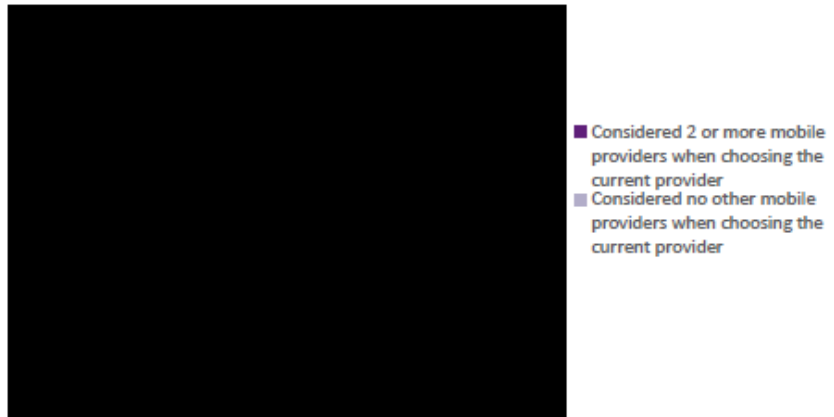 Considered 2 or more mobile
providers when choosing the
current provider
Considered no other mobile
providers when choosing the
current provider